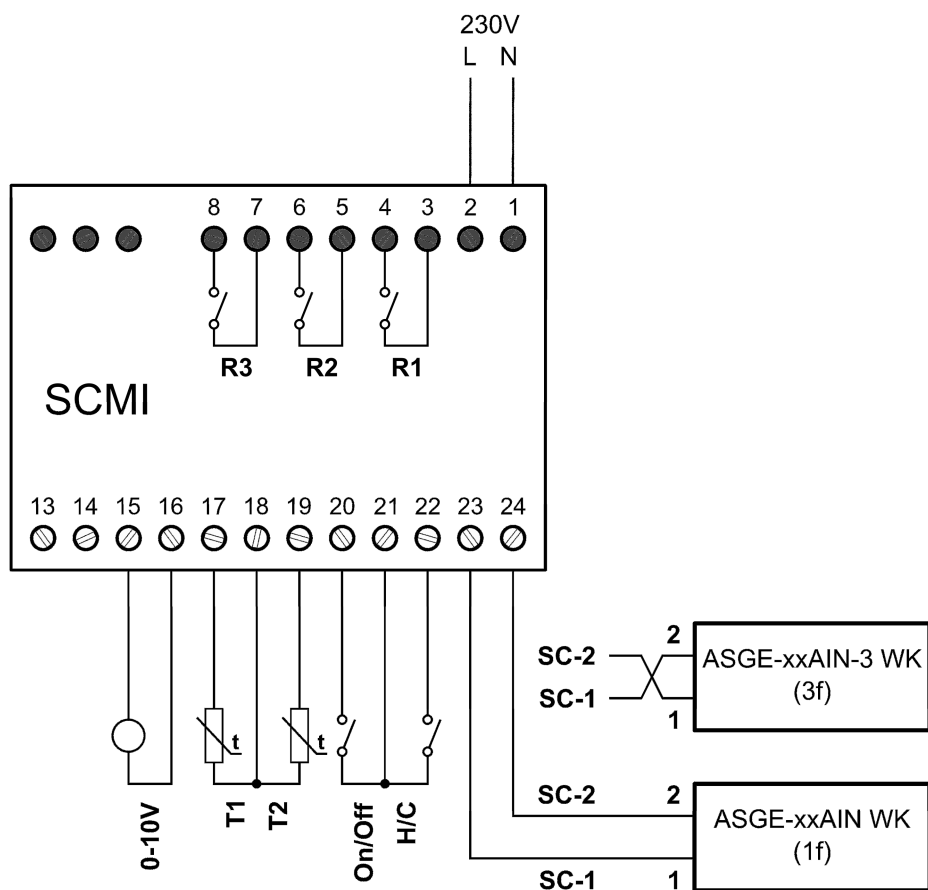 230V
L N
8 7 6 5 4 3 2 1
R3 R2 R1
SCMI
13 14 15 16 17 18 19 20 21 22 23 24
SC-2 2
ASGE-xxAIN-3 WK
(3f)
SC-1 1
t t
0-10V
T1
T2
On/Off
H/C
SC-2 2
ASGE-xxAIN WK
(1f)
SC-1 1